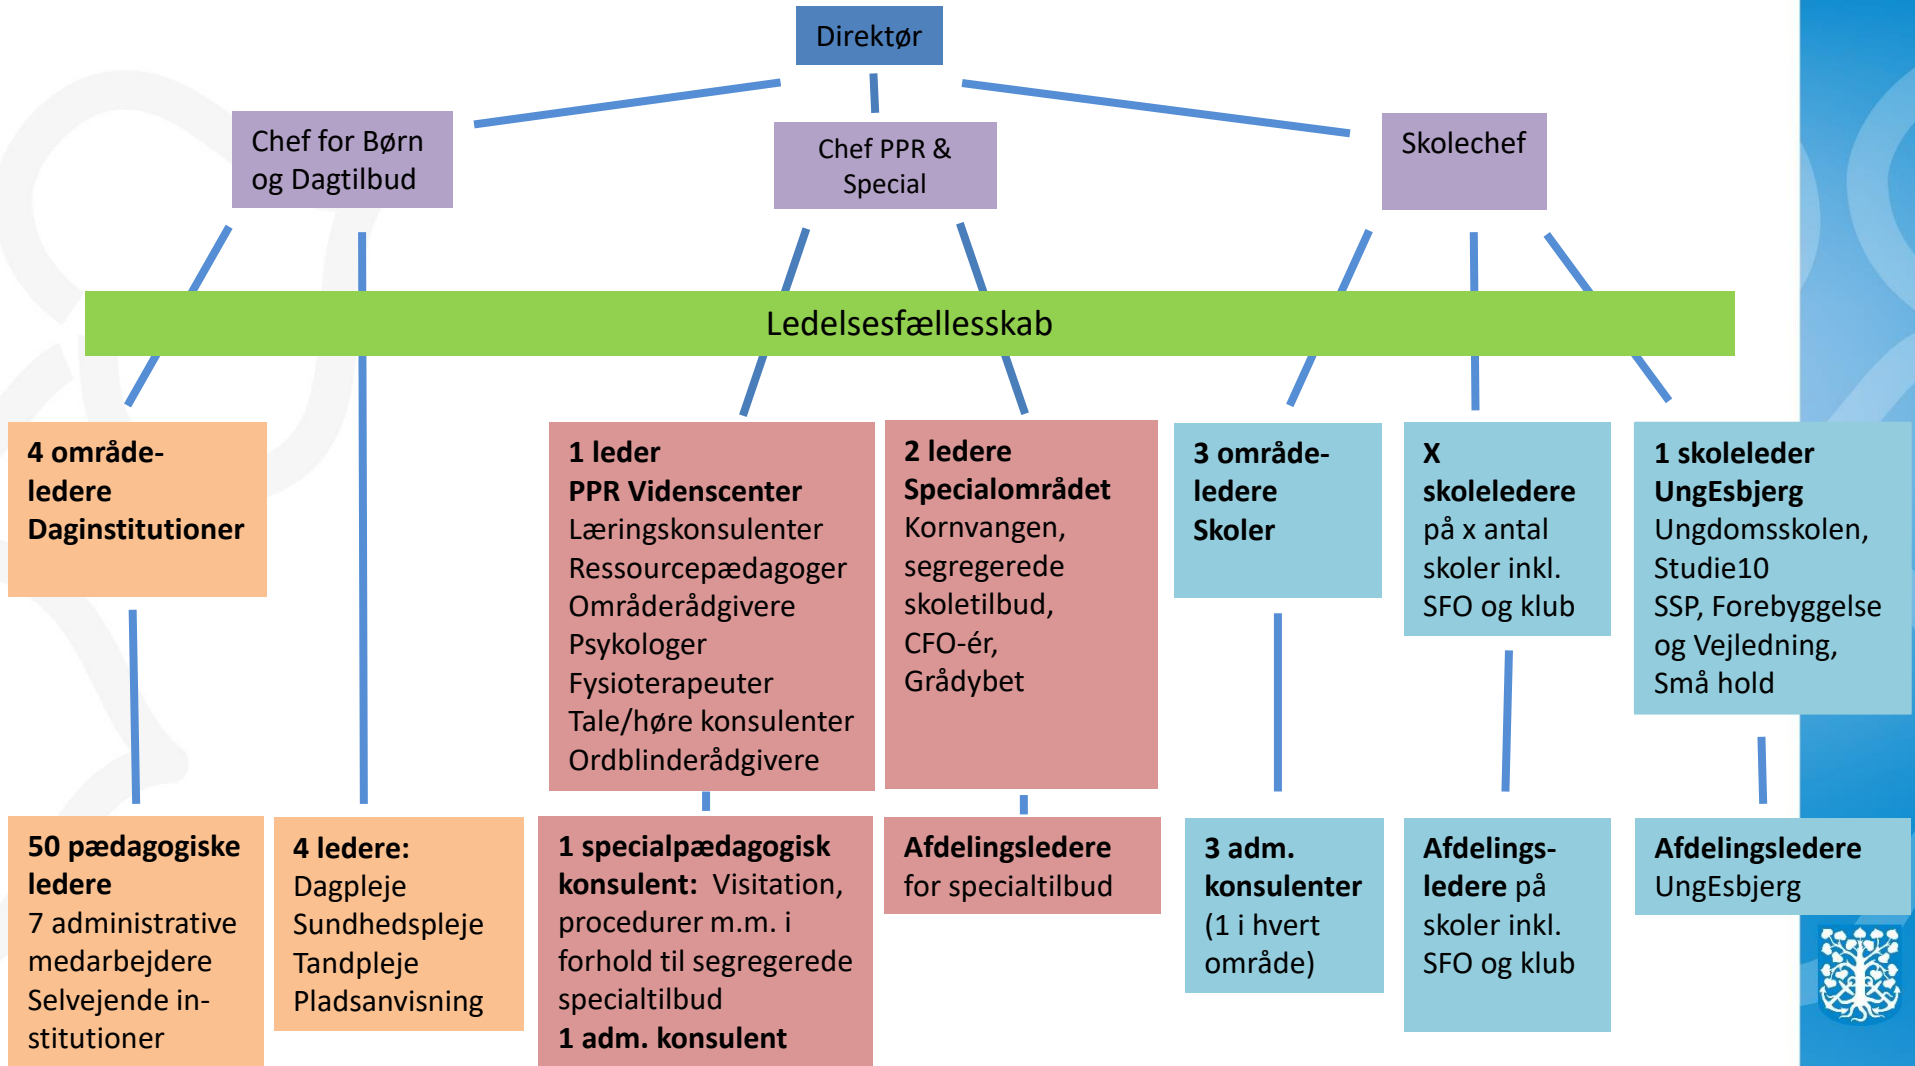 Direktør
Chef for Børn
og Dagtilbud
Chef PPR &
Special
Skolechef
Ledelsesfællesskab
4 område-
ledere
Daginstitutioner
1 leder
PPR Videnscenter
Læringskonsulenter
Ressourcepædagoger
Områderådgivere
Psykologer
Fysioterapeuter
Tale/høre konsulenter
Ordblinderådgivere
2 ledere
Specialområdet
Kornvangen,
segregerede
skoletilbud,
CFO-ér,
Grådybet
3 område-
ledere
Skoler
X
skoleledere
på x antal
skoler inkl.
SFO og klub
1 skoleleder
UngEsbjerg
Ungdomsskolen,
Studie10
SSP, Forebyggelse
og Vejledning,
Små hold
50 pædagogiske
ledere
7 administrative
medarbejdere
Selvejende in-
stitutioner
4 ledere:
Dagpleje
Sundhedspleje
Tandpleje
Pladsanvisning
1 specialpædagogisk
konsulent: Visitation,
procedurer m.m. i
forhold til segregerede
specialtilbud
1 adm. konsulent
Afdelingsledere
for specialtilbud
3 adm.
konsulenter
(1 i hvert
område)
Afdelings-
ledere på
skoler inkl.
SFO og klub
Afdelingsledere
UngEsbjerg